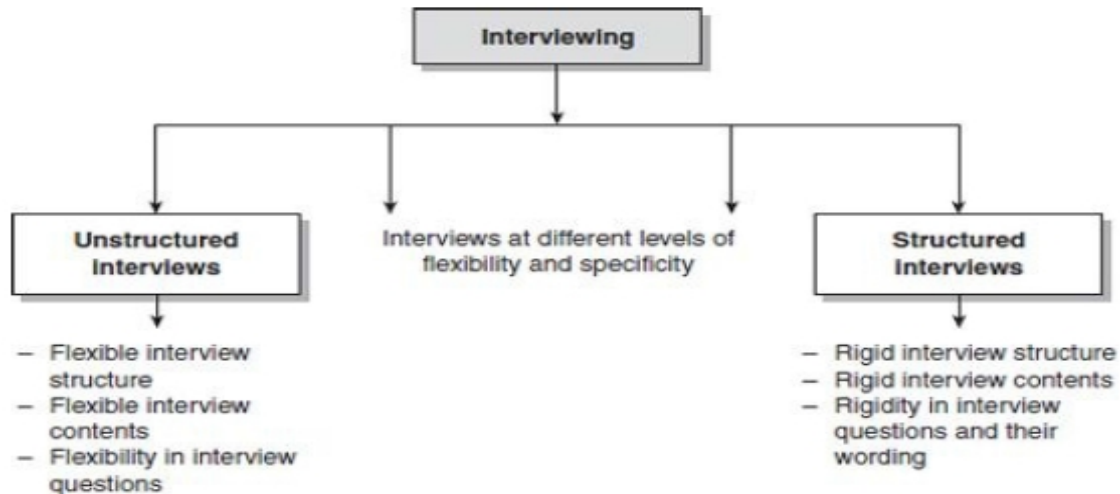 Interviewing
Unstructured
Interviews
Interviews at different levels of
flexibility and specificity
Structured
Interviews
– Flexible interview
structure
– Flexible interview
contents
– Flexibility in interview
questions
– Rigid interview structure
– Rigid interview contents
– Rigidity in interview
questions and their
wording